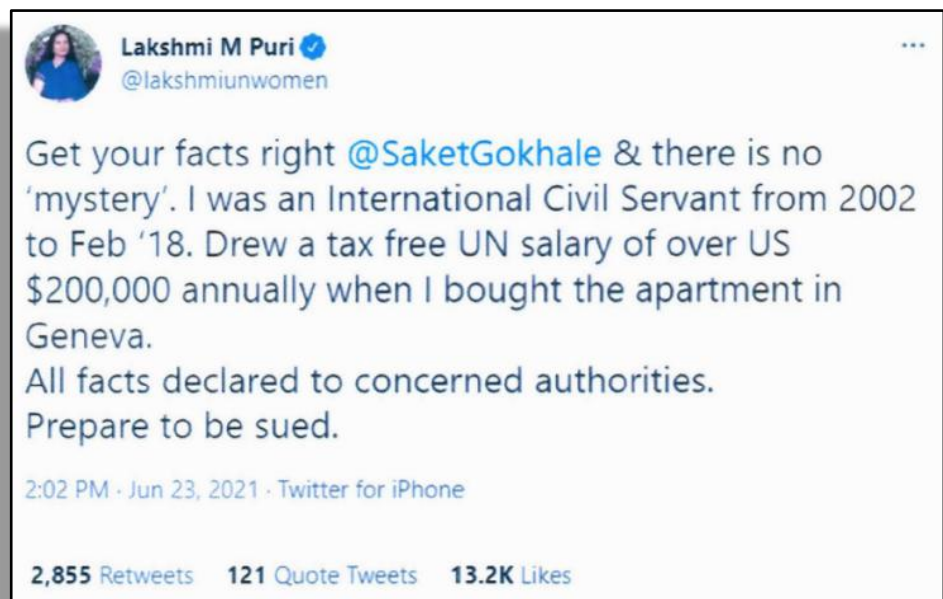 Lakshmi M Puri
@lakshmiunwomen
Get your facts right @SaketGokhale & there is no
‘mystery’. I was an International Civil Servant from 2002
to Feb ‘18. Drew a tax free UN salary of over US
$200,000 annually when I bought the apartment in
Geneva.
All facts declared to concerned authorities.
Prepare to be sued.
2:02 PM · Jun 23, 2021 · Twitter for iPhone
2,855 Retweets 121 Quote Tweets 13.2K Likes